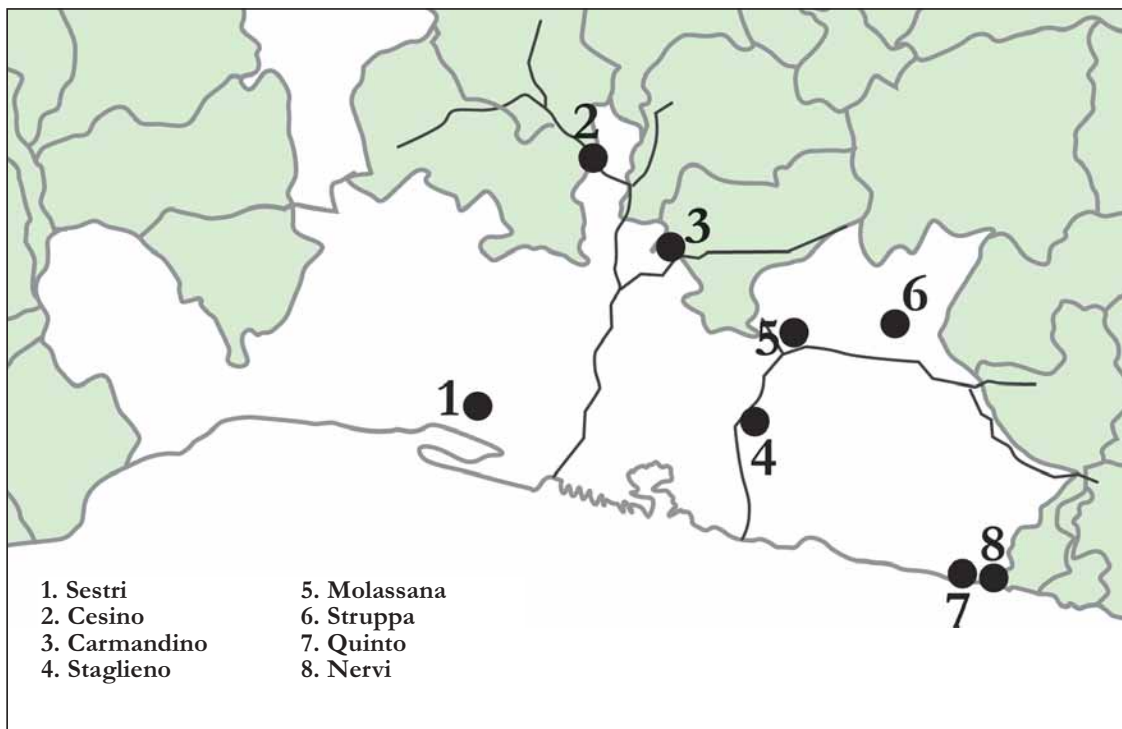 2
3
6
5
1
4
8
7
1. Sestri
2. Cesino
3. Carmandino
4. Staglieno
5. Molassana
6. Struppa
7. Quinto
8. Nervi